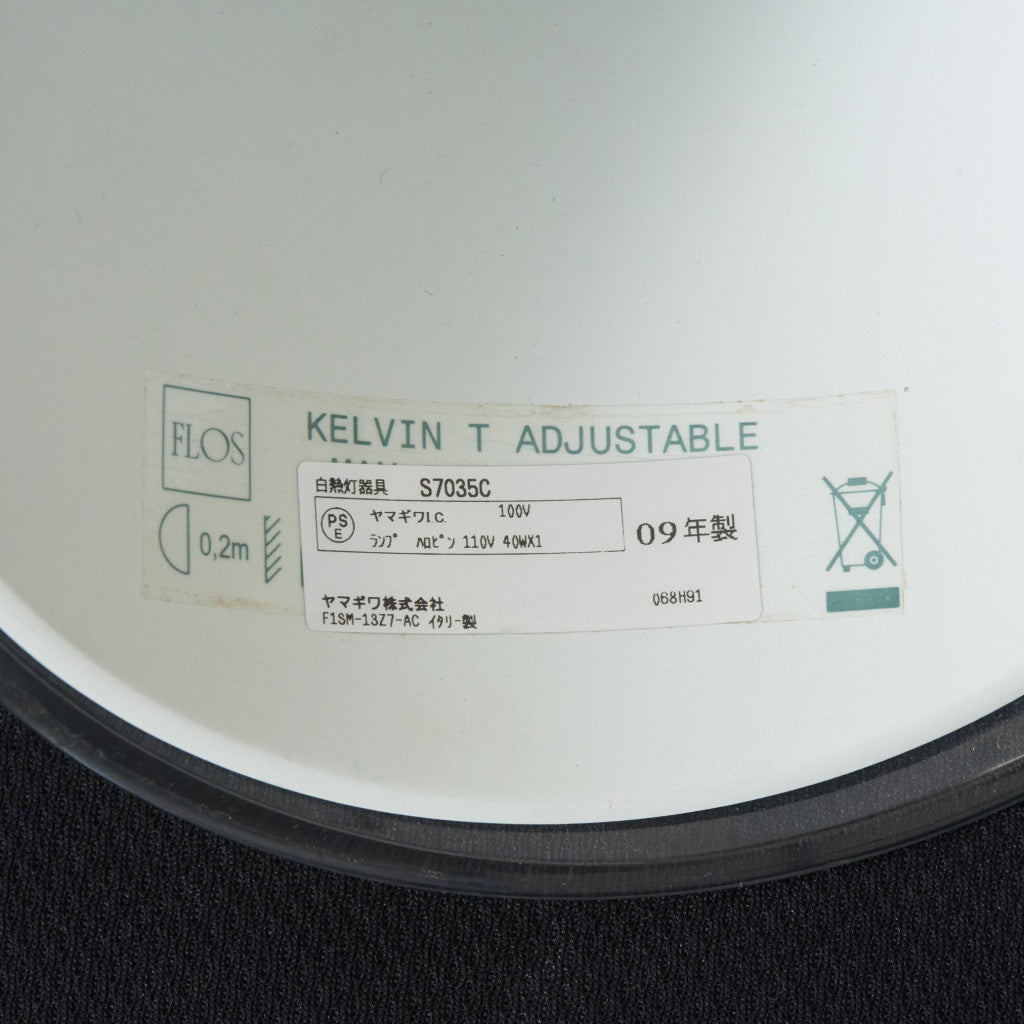 FLOS
KELVIN T ADJUSTABLE
MAX
0,2m
白熱灯器具 S7035C
PS E ヤマギワI.C. 100V
ﾗﾝﾌﾟ ﾊﾛﾋﾟﾝ 110V 40WX1
09年製
ヤマギワ株式会社 068H91
F1SM-13Z7-AC ｲﾀﾘｰ製